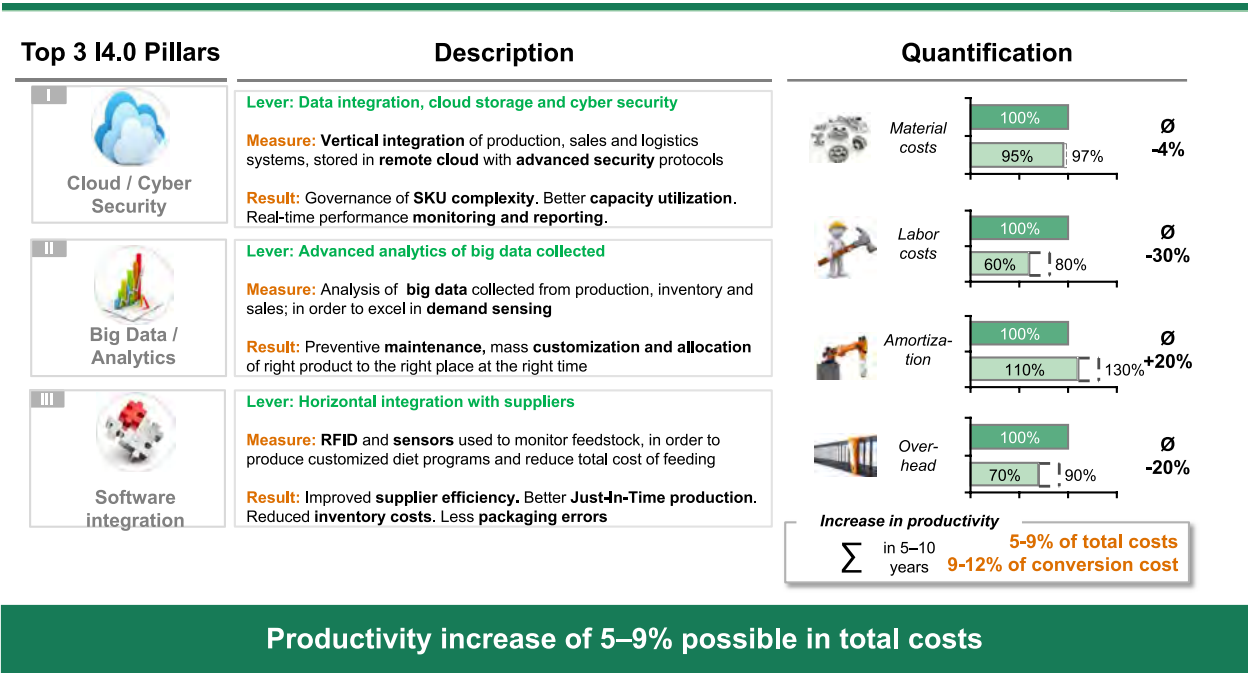 Top 3 I4.0 Pillars
Description
Quantification
I
Cloud / Cyber
Security
Lever: Data integration, cloud storage and cyber security
Measure: Vertical integration of production, sales and logistics
systems, stored in remote cloud with advanced security protocols
Result: Governance of SKU complexity. Better capacity utilization.
Real-time performance monitoring and reporting.
II
Big Data /
Analytics
Lever: Advanced analytics of big data collected
Measure: Analysis of big data collected from production, inventory and
sales; in order to excel in demand sensing
Result: Preventive maintenance, mass customization and allocation
of right product to the right place at the right time
III
Software
integration
Lever: Horizontal integration with suppliers
Measure: RFID and sensors used to monitor feedstock, in order to
produce customized diet programs and reduce total cost of feeding
Result: Improved supplier efficiency. Better Just-In-Time production.
Reduced inventory costs. Less packaging errors
Material
costs
100%
95% 97%
Ø
-4%
Labor
costs
100%
60% 80%
Ø
-30%
Amortiza-
tion
100%
110% 130%
Ø
+20%
Over-
head
100%
70% 90%
Ø
-20%
Increase in productivity
∑ in 5–10
years
5-9% of total costs
9-12% of conversion cost
Productivity increase of 5–9% possible in total costs